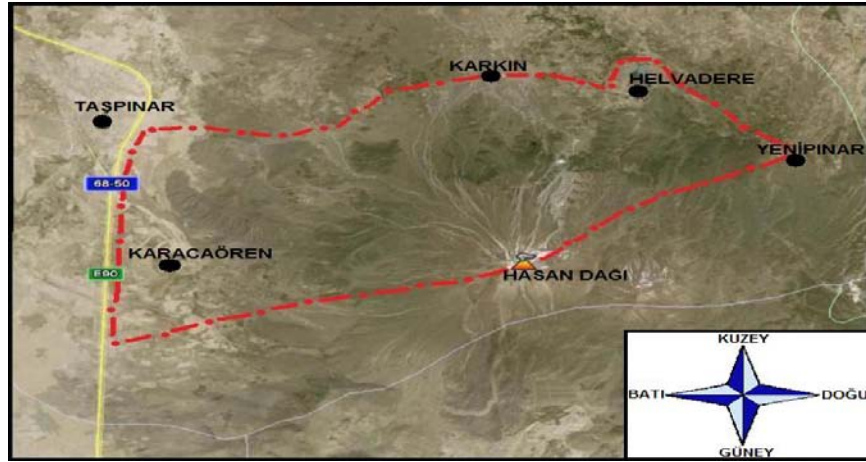 KARKIN
HELVADERE
TAŞPINAR
YENİPINAR
68-50
KARACAÖREN
E90
HASAN DAĞI
KUZEY
BATI
DOĞU
GÜNEY